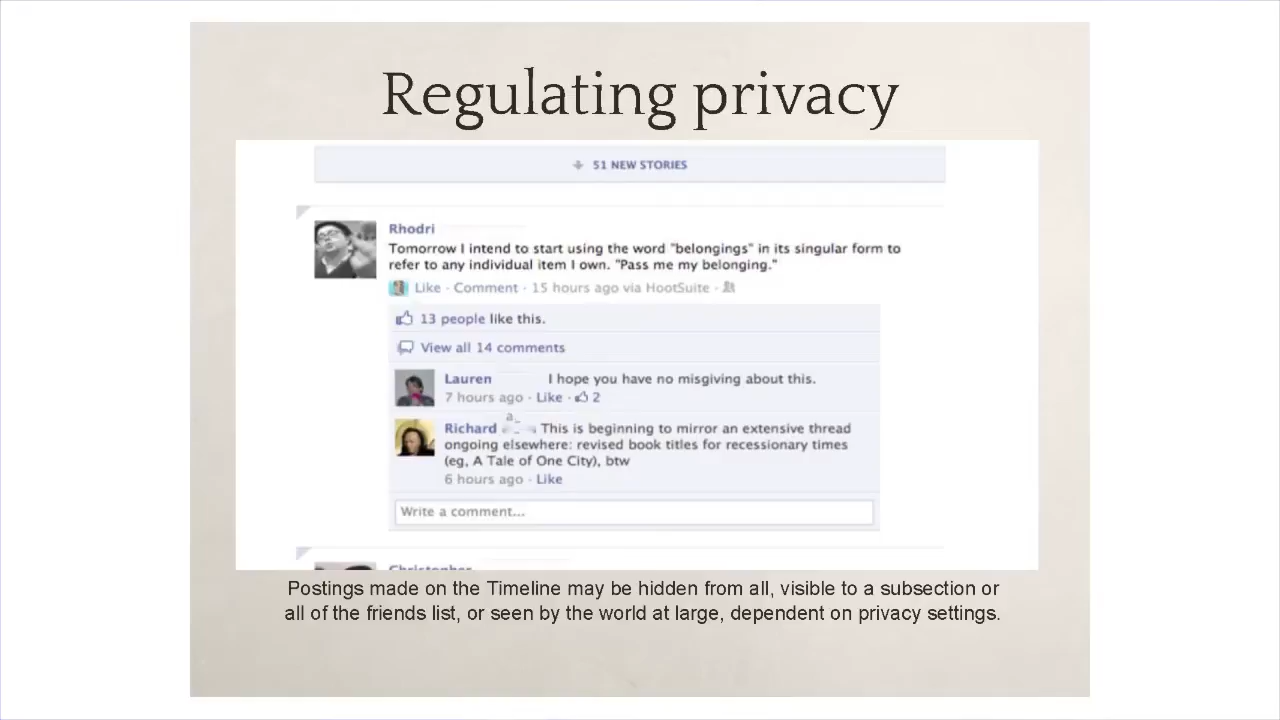 Regulating privacy
51 NEW STORIES
Rhodri
Tomorrow I intend to start using the word "belongings" in its singular form to
refer to any individual item I own. "Pass me my belonging."
Like · Comment · 15 hours ago via HootSuite ·
13 people like this.
View all 14 comments
Lauren I hope you have no misgiving about this.
7 hours ago · Like · 2
Richard This is beginning to mirror an extensive thread
ongoing elsewhere: revised book titles for recessionary times
(eg, A Tale of One City), btw
6 hours ago · Like
Write a comment...
Christopher
Postings made on the Timeline may be hidden from all, visible to a subsection or
all of the friends list, or seen by the world at large, dependent on privacy settings.